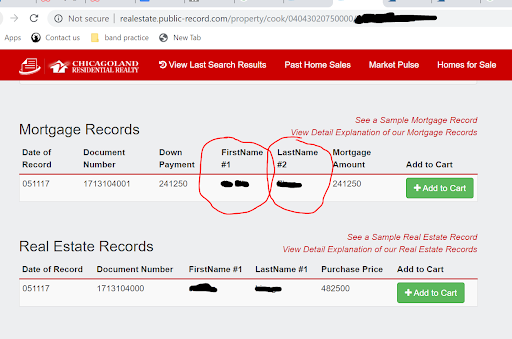 Not secure | realestate.public-record.com/property/cook/04043020750000
Apps Contact us band practice New Tab
CHICAGOLAND
RESIDENTIAL REALTY
View Last Search Results Past Home Sales Market Pulse Homes for Sale
See a Sample Mortgage Record
Mortgage Records
View Detail Explanation of our Mortgage Records
Date of Record Document Number Down Payment FirstName #1 LastName #2 Mortgage Amount Add to Cart
051117 1713104001 241250 241250 + Add to Cart
See a Sample Real Estate Record
Real Estate Records
View Detail Explanation of our Real Estate Records
Date of Record Document Number FirstName #1 LastName #1 Purchase Price Add to Cart
051117 1713104000 482500 + Add to Cart